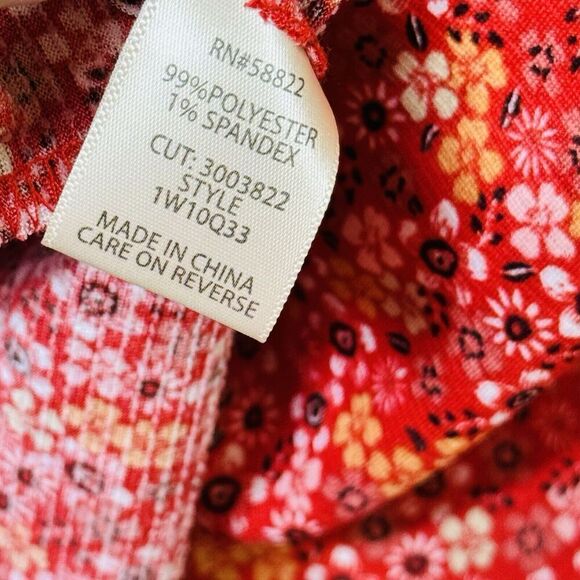 RN#58822
99%POLYESTER
1% SPANDEX
CUT: 3003822
STYLE
1W10Q33
MADE IN CHINA
CARE ON REVERSE